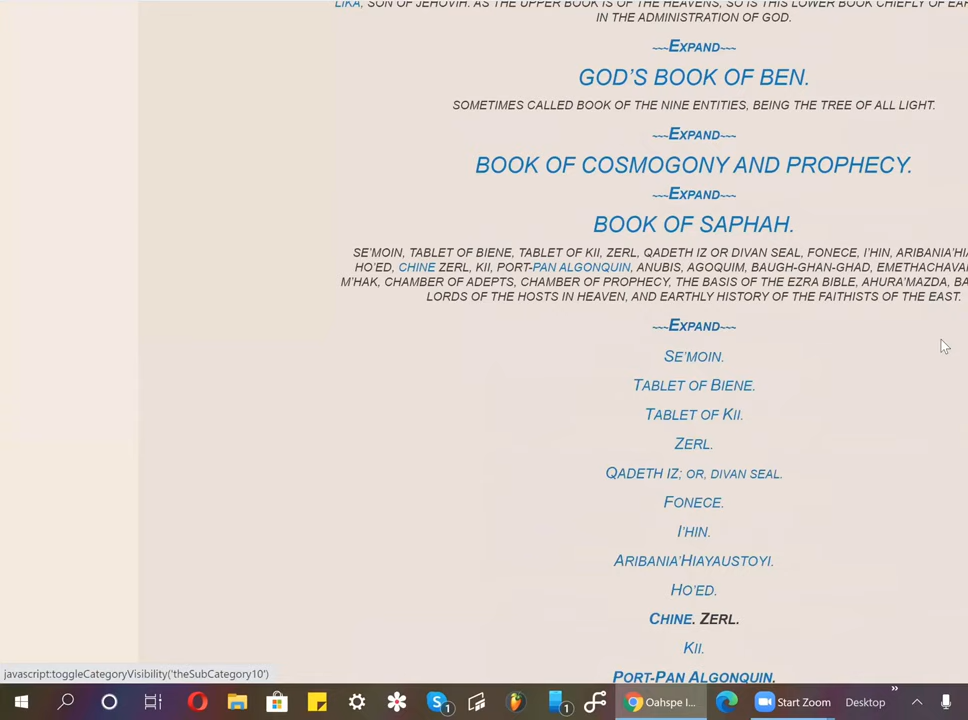 LIKA, SON OF JEHOVIH. AS THE UPPER BOOK IS OF THE HEAVENS, SO IS THIS LOWER BOOK CHIEFLY OF
IN THE ADMINISTRATION OF GOD.
~~~EXPAND~~~
GOD'S BOOK OF BEN.
SOMETIMES CALLED BOOK OF THE NINE ENTITIES, BEING THE TREE OF ALL LIGHT.
~~~EXPAND~~~
BOOK OF COSMOGONY AND PROPHECY.
~~~EXPAND~~~
BOOK OF SAPHAH.
SE'MOIN, TABLET OF BIENE, TABLET OF KII, ZERL, QADETH IZ OR DIVAN SEAL, FONECE, I'HIN, ARIBANIA'HIA
HO'ED, CHINE ZERL, KII, PORT-PAN ALGONQUIN, ANUBIS, AGOQUIM, BAUGH-GHAN-GHAD, EMETHACHAVA
M'HAK, CHAMBER OF ADEPTS, CHAMBER OF PROPHECY, THE BASIS OF THE EZRA BIBLE, AHURA'MAZDA, BA
LORDS OF THE HOSTS IN HEAVEN, AND EARTHLY HISTORY OF THE FAITHISTS OF THE EAST.
~~~EXPAND~~~
SE'MOIN.
TABLET OF BIENE.
TABLET OF KII.
ZERL.
QADETH IZ; OR, DIVAN SEAL.
FONECE.
I'HIN.
ARIBANIA'HIAYAUSTOYI.
HO'ED.
CHINE. ZERL.
KII.
PORT-PAN ALGONQUIN.
javascript:toggleCategoryVisibility('theSubCategory10')
1
1
Oahspe I...
Start Zoom
Desktop